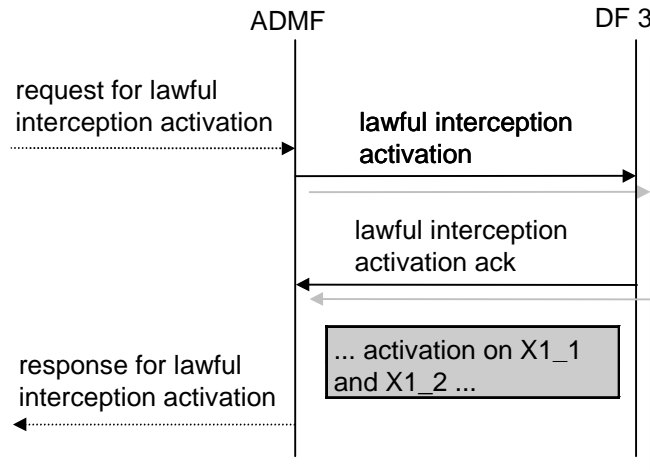 ADMF
DF 3
request for lawful
interception activation
lawful interception
activation
lawful interception
activation ack
... activation on X1_1
and X1_2 ...
response for lawful
interception activation